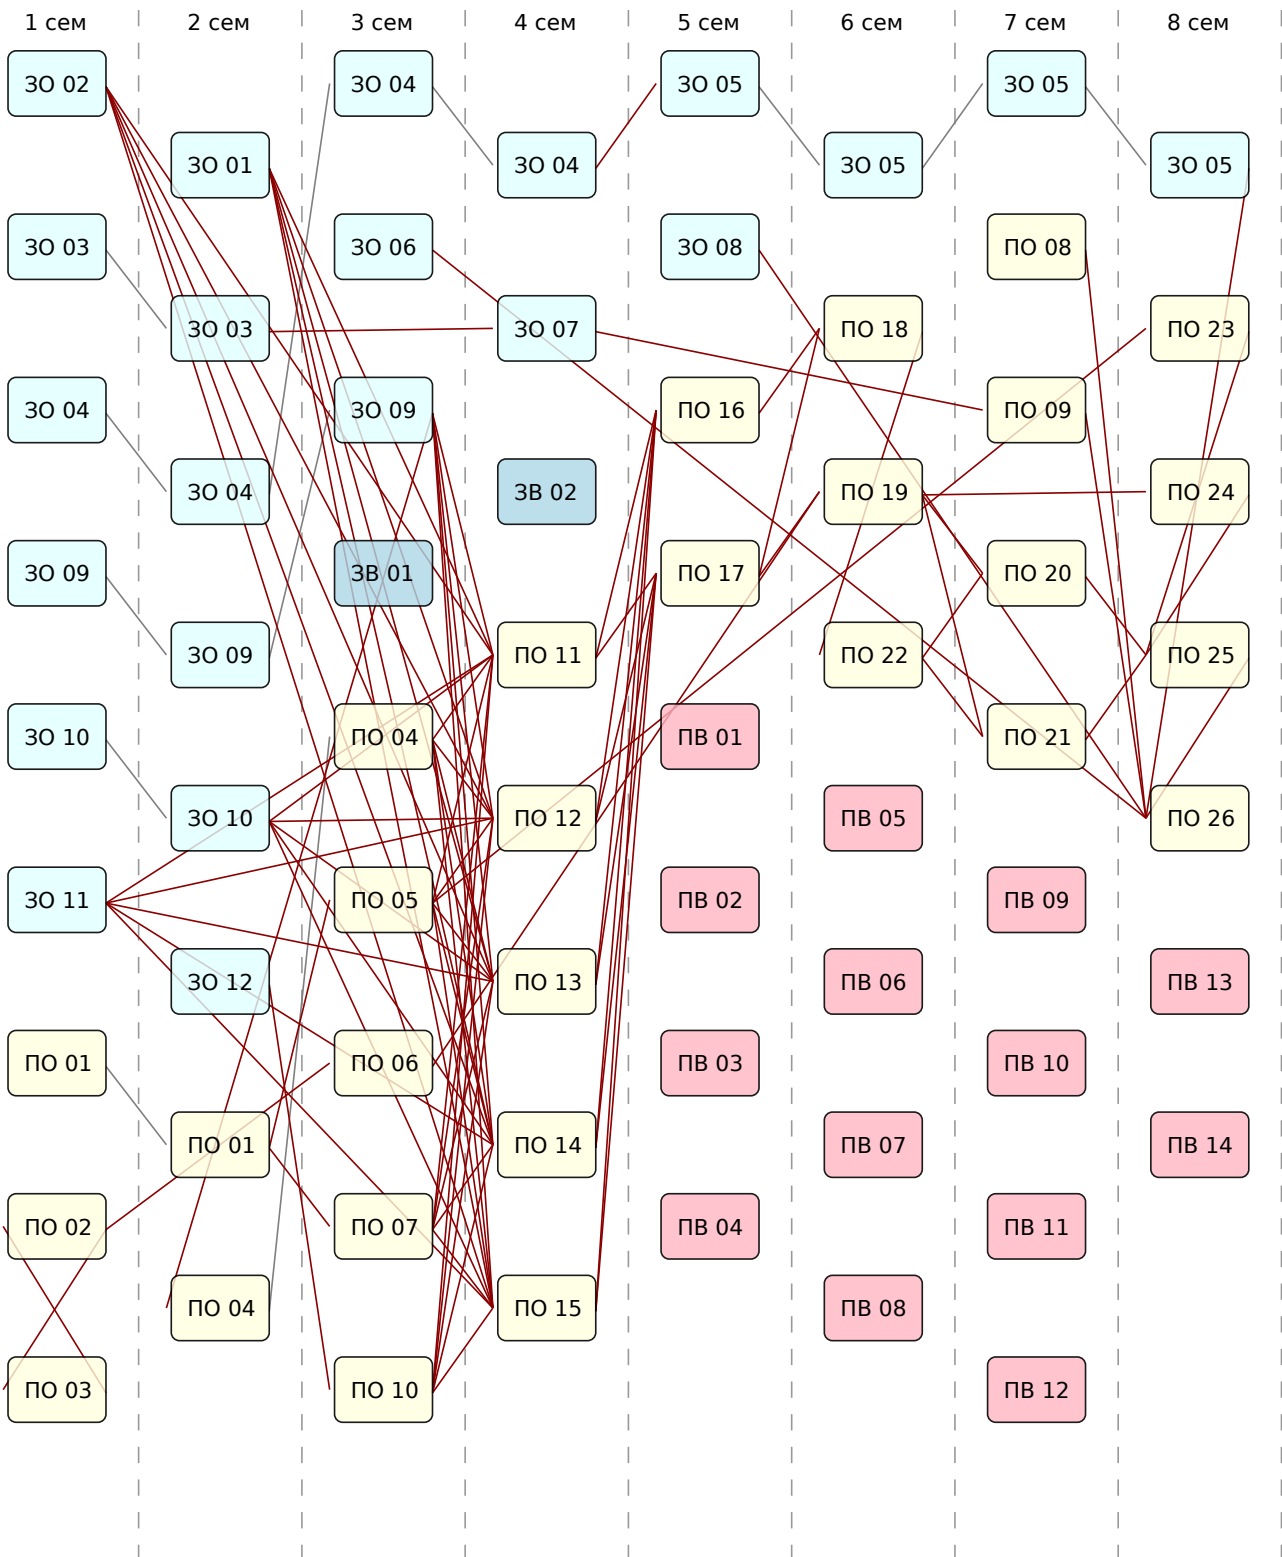 1 сем 2 сем 3 сем 4 сем 5 сем 6 сем 7 сем 8 сем
ЗО 02 ЗО 04 ЗО 05 ЗО 05
ЗО 01 ЗО 04 ЗО 05 ЗО 05
ЗО 03 ЗО 06 ЗО 08 ПО 08
ЗО 03 ЗО 07 ПО 18 ПО 23
ЗО 04 ЗО 09 ПО 16 ПО 09
ЗО 04 ЗВ 02 ПО 19 ПО 24
ЗО 09 ЗВ 01 ПО 17 ПО 20
ЗО 09 ПО 11 ПО 22 ПО 25
ЗО 10 ПО 04 ПВ 01 ПО 21
ЗО 10 ПО 12 ПВ 05 ПО 26
ЗО 11 ПО 05 ПВ 02 ПВ 09
ЗО 12 ПО 13 ПВ 06 ПВ 13
ПО 01 ПО 06 ПВ 03 ПВ 10
ПО 01 ПО 14 ПВ 07 ПВ 14
ПО 02 ПО 07 ПВ 04 ПВ 11
ПО 04 ПО 15 ПВ 08
ПО 03 ПО 10 ПВ 12